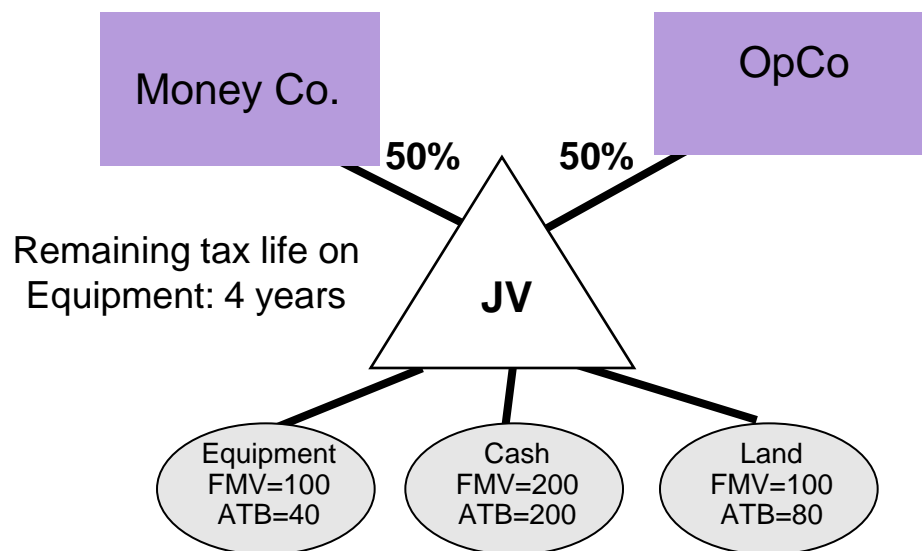 Money Co.
OpCo
50%
50%
Remaining tax life on
Equipment: 4 years
JV
Equipment
FMV=100
ATB=40
Cash
FMV=200
ATB=200
Land
FMV=100
ATB=80